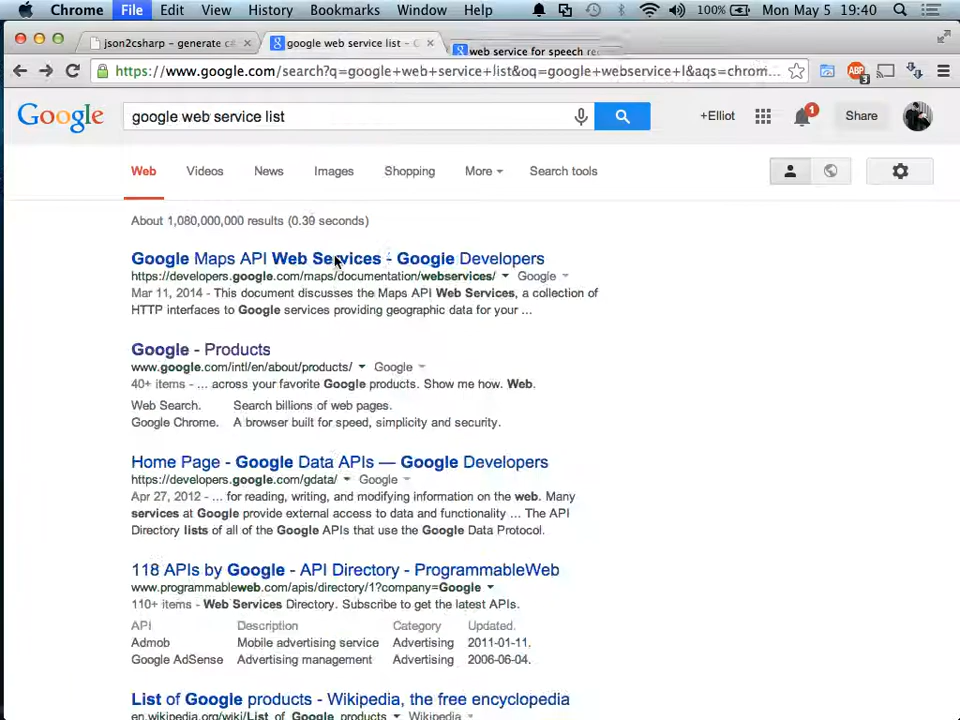 Chrome File Edit View History Bookmarks Window Help 100% Mon May 5 19:40
json2csharp - generate c# google web service list - G web service for speech re
https://www.google.com/search?q=google+web+service+list&oq=google+webservice+l&aqs=chrom...
3
Google google web service list +Elliot 1 Share
Web Videos News Images Shopping More Search tools
About 1,080,000,000 results (0.39 seconds)
Google Maps API Web Services - Google Developers
https://developers.google.com/maps/documentation/webservices/ Google
Mar 11, 2014 - This document discusses the Maps API Web Services, a collection of
HTTP interfaces to Google services providing geographic data for your ...
Google - Products
www.google.com/intl/en/about/products/ Google
40+ items - ... across your favorite Google products. Show me how. Web.
Web Search. Search billions of web pages.
Google Chrome. A browser built for speed, simplicity and security.
Home Page - Google Data APIs — Google Developers
https://developers.google.com/gdata/ Google
Apr 27, 2012 - ... for reading, writing, and modifying information on the web. Many
services at Google provide external access to data and functionality ... The API
Directory lists of all of the Google APIs that use the Google Data Protocol.
118 APIs by Google - API Directory - ProgrammableWeb
www.programmableweb.com/apis/directory/1?company=Google
110+ items - Web Services Directory. Subscribe to get the latest APIs.
API Description Category Updated.
Admob Mobile advertising service Advertising 2011-01-11.
Google AdSense Advertising management Advertising 2006-06-04.
List of Google products - Wikipedia, the free encyclopedia
en.wikipedia.org/wiki/List_of_Google_products Wikipedia